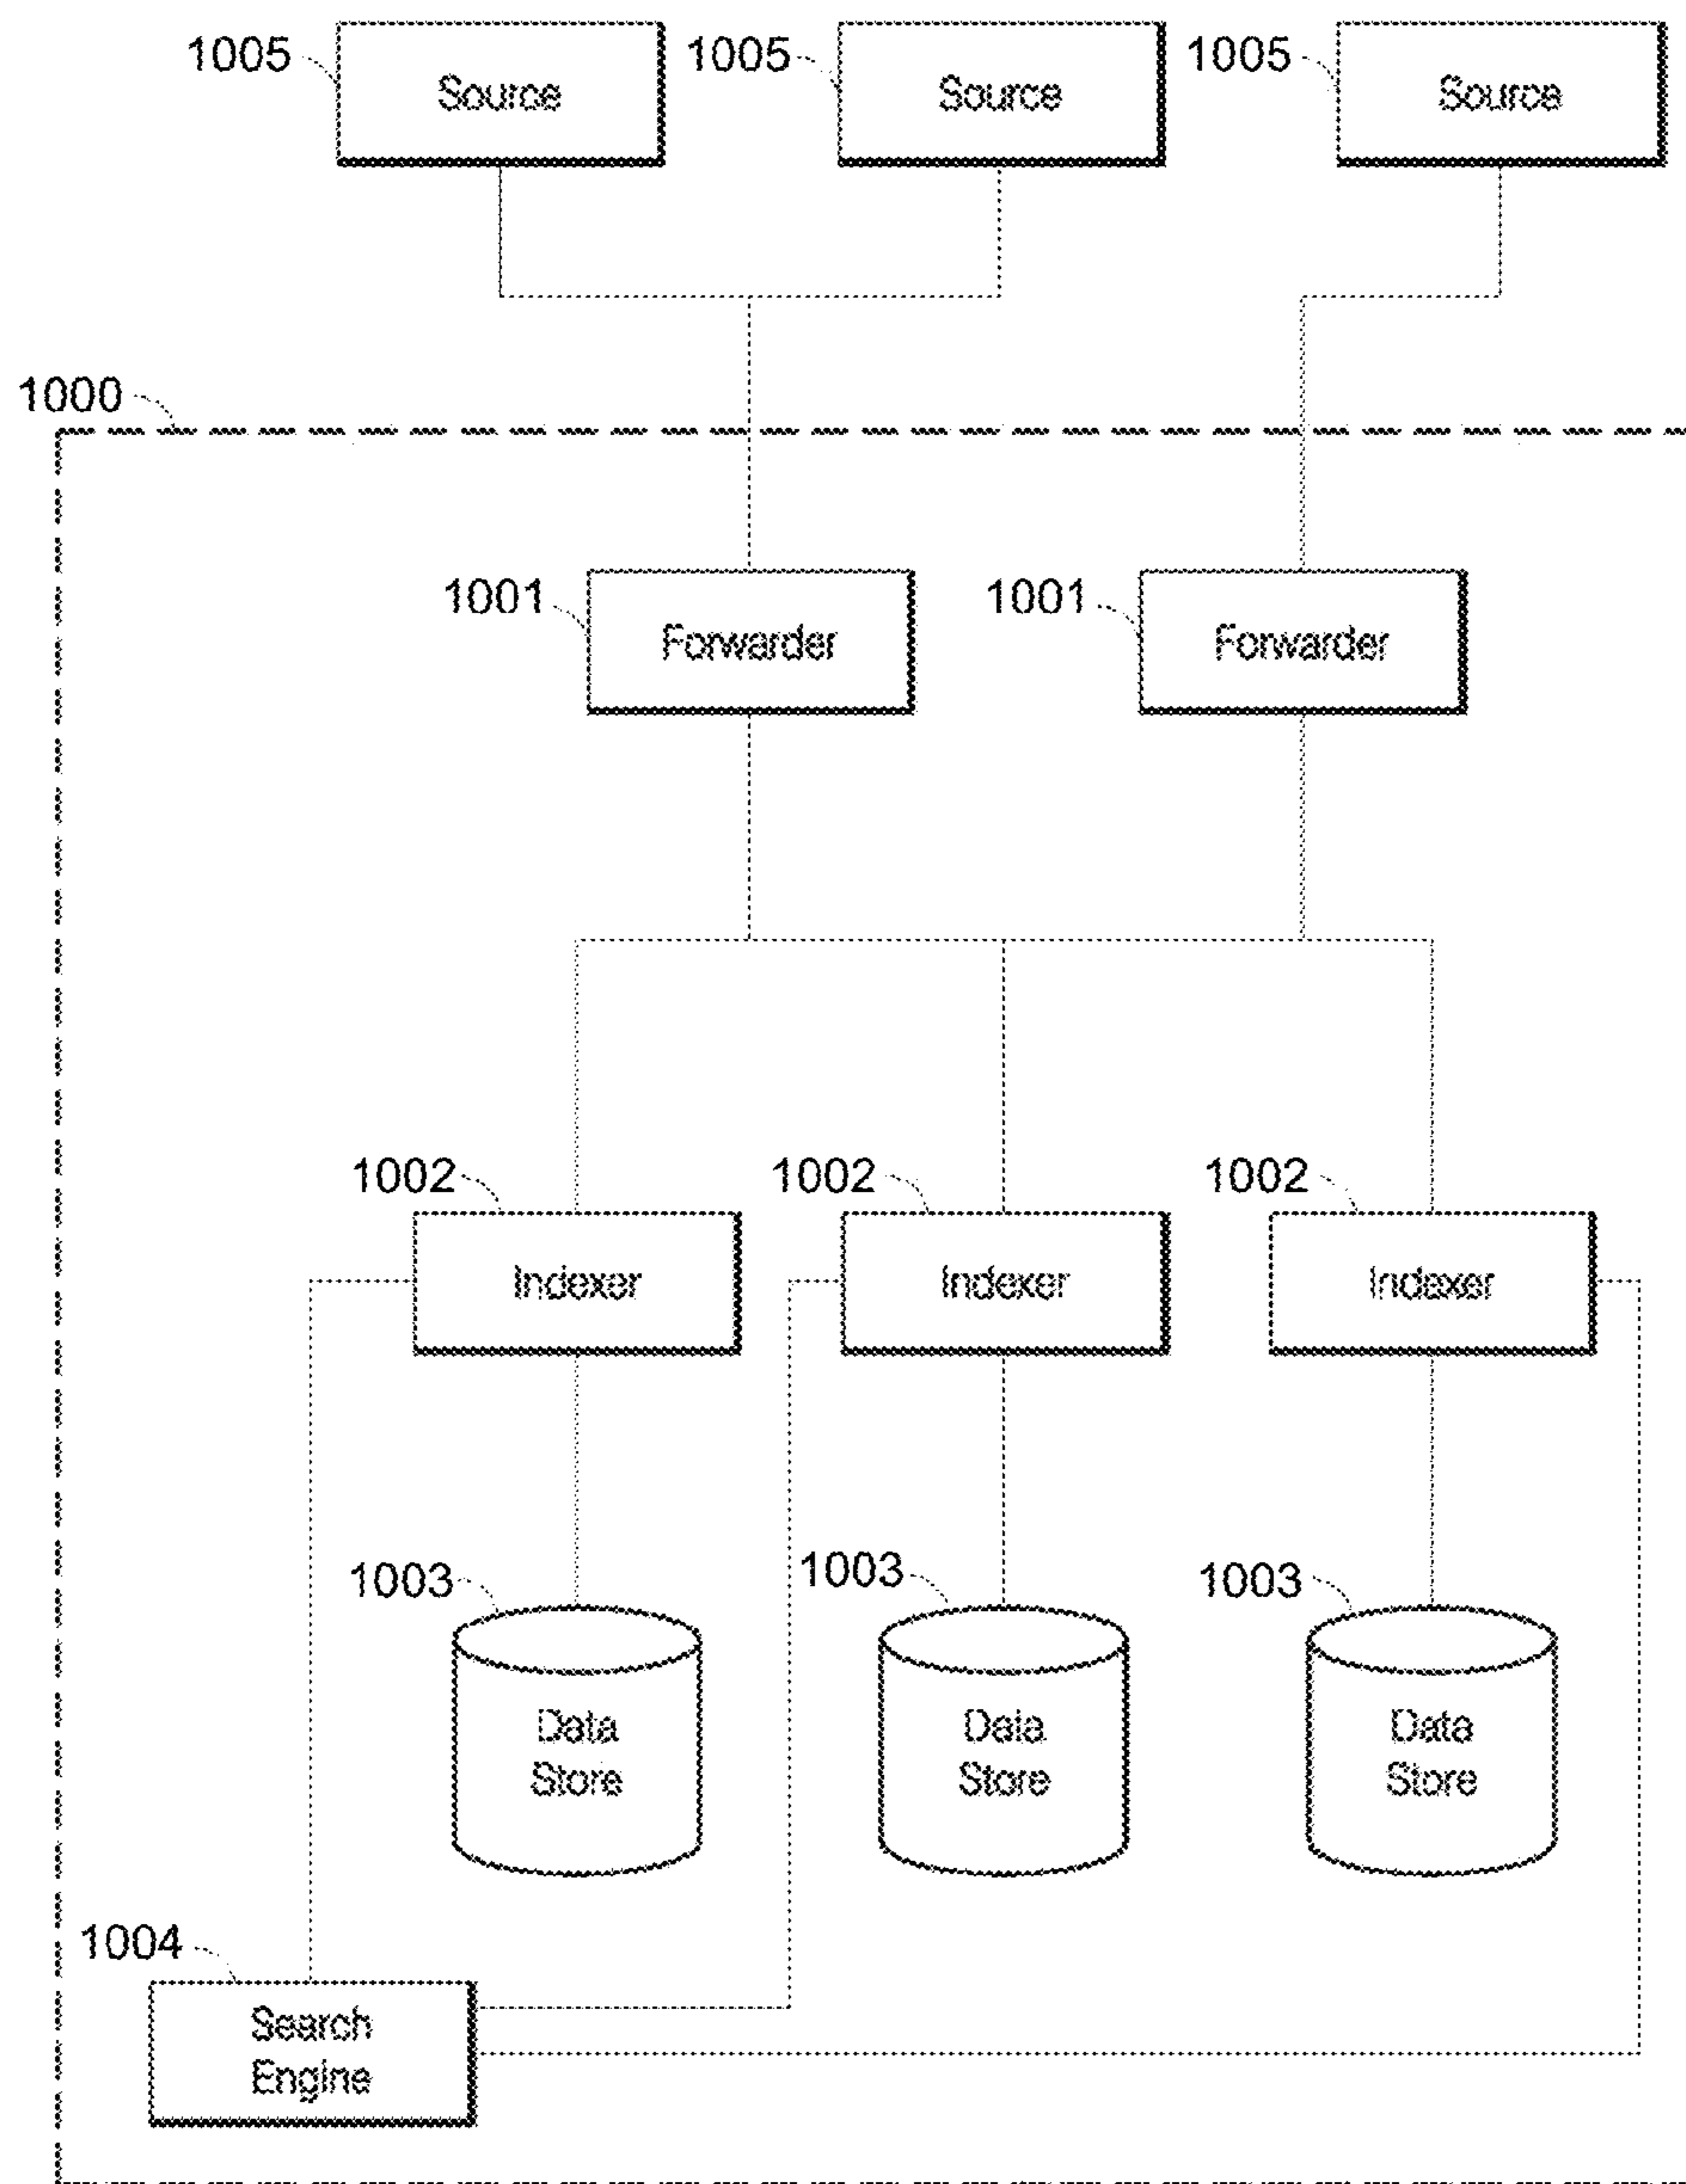 1005 1005 1005
Source Source Source
1000
1001 1001
Forwarder Forwarder
1002 1002 1002
Indexer Indexer Indexer
1003 1003 1003
Data Data Data
Store Store Store
1004
Search
Engine